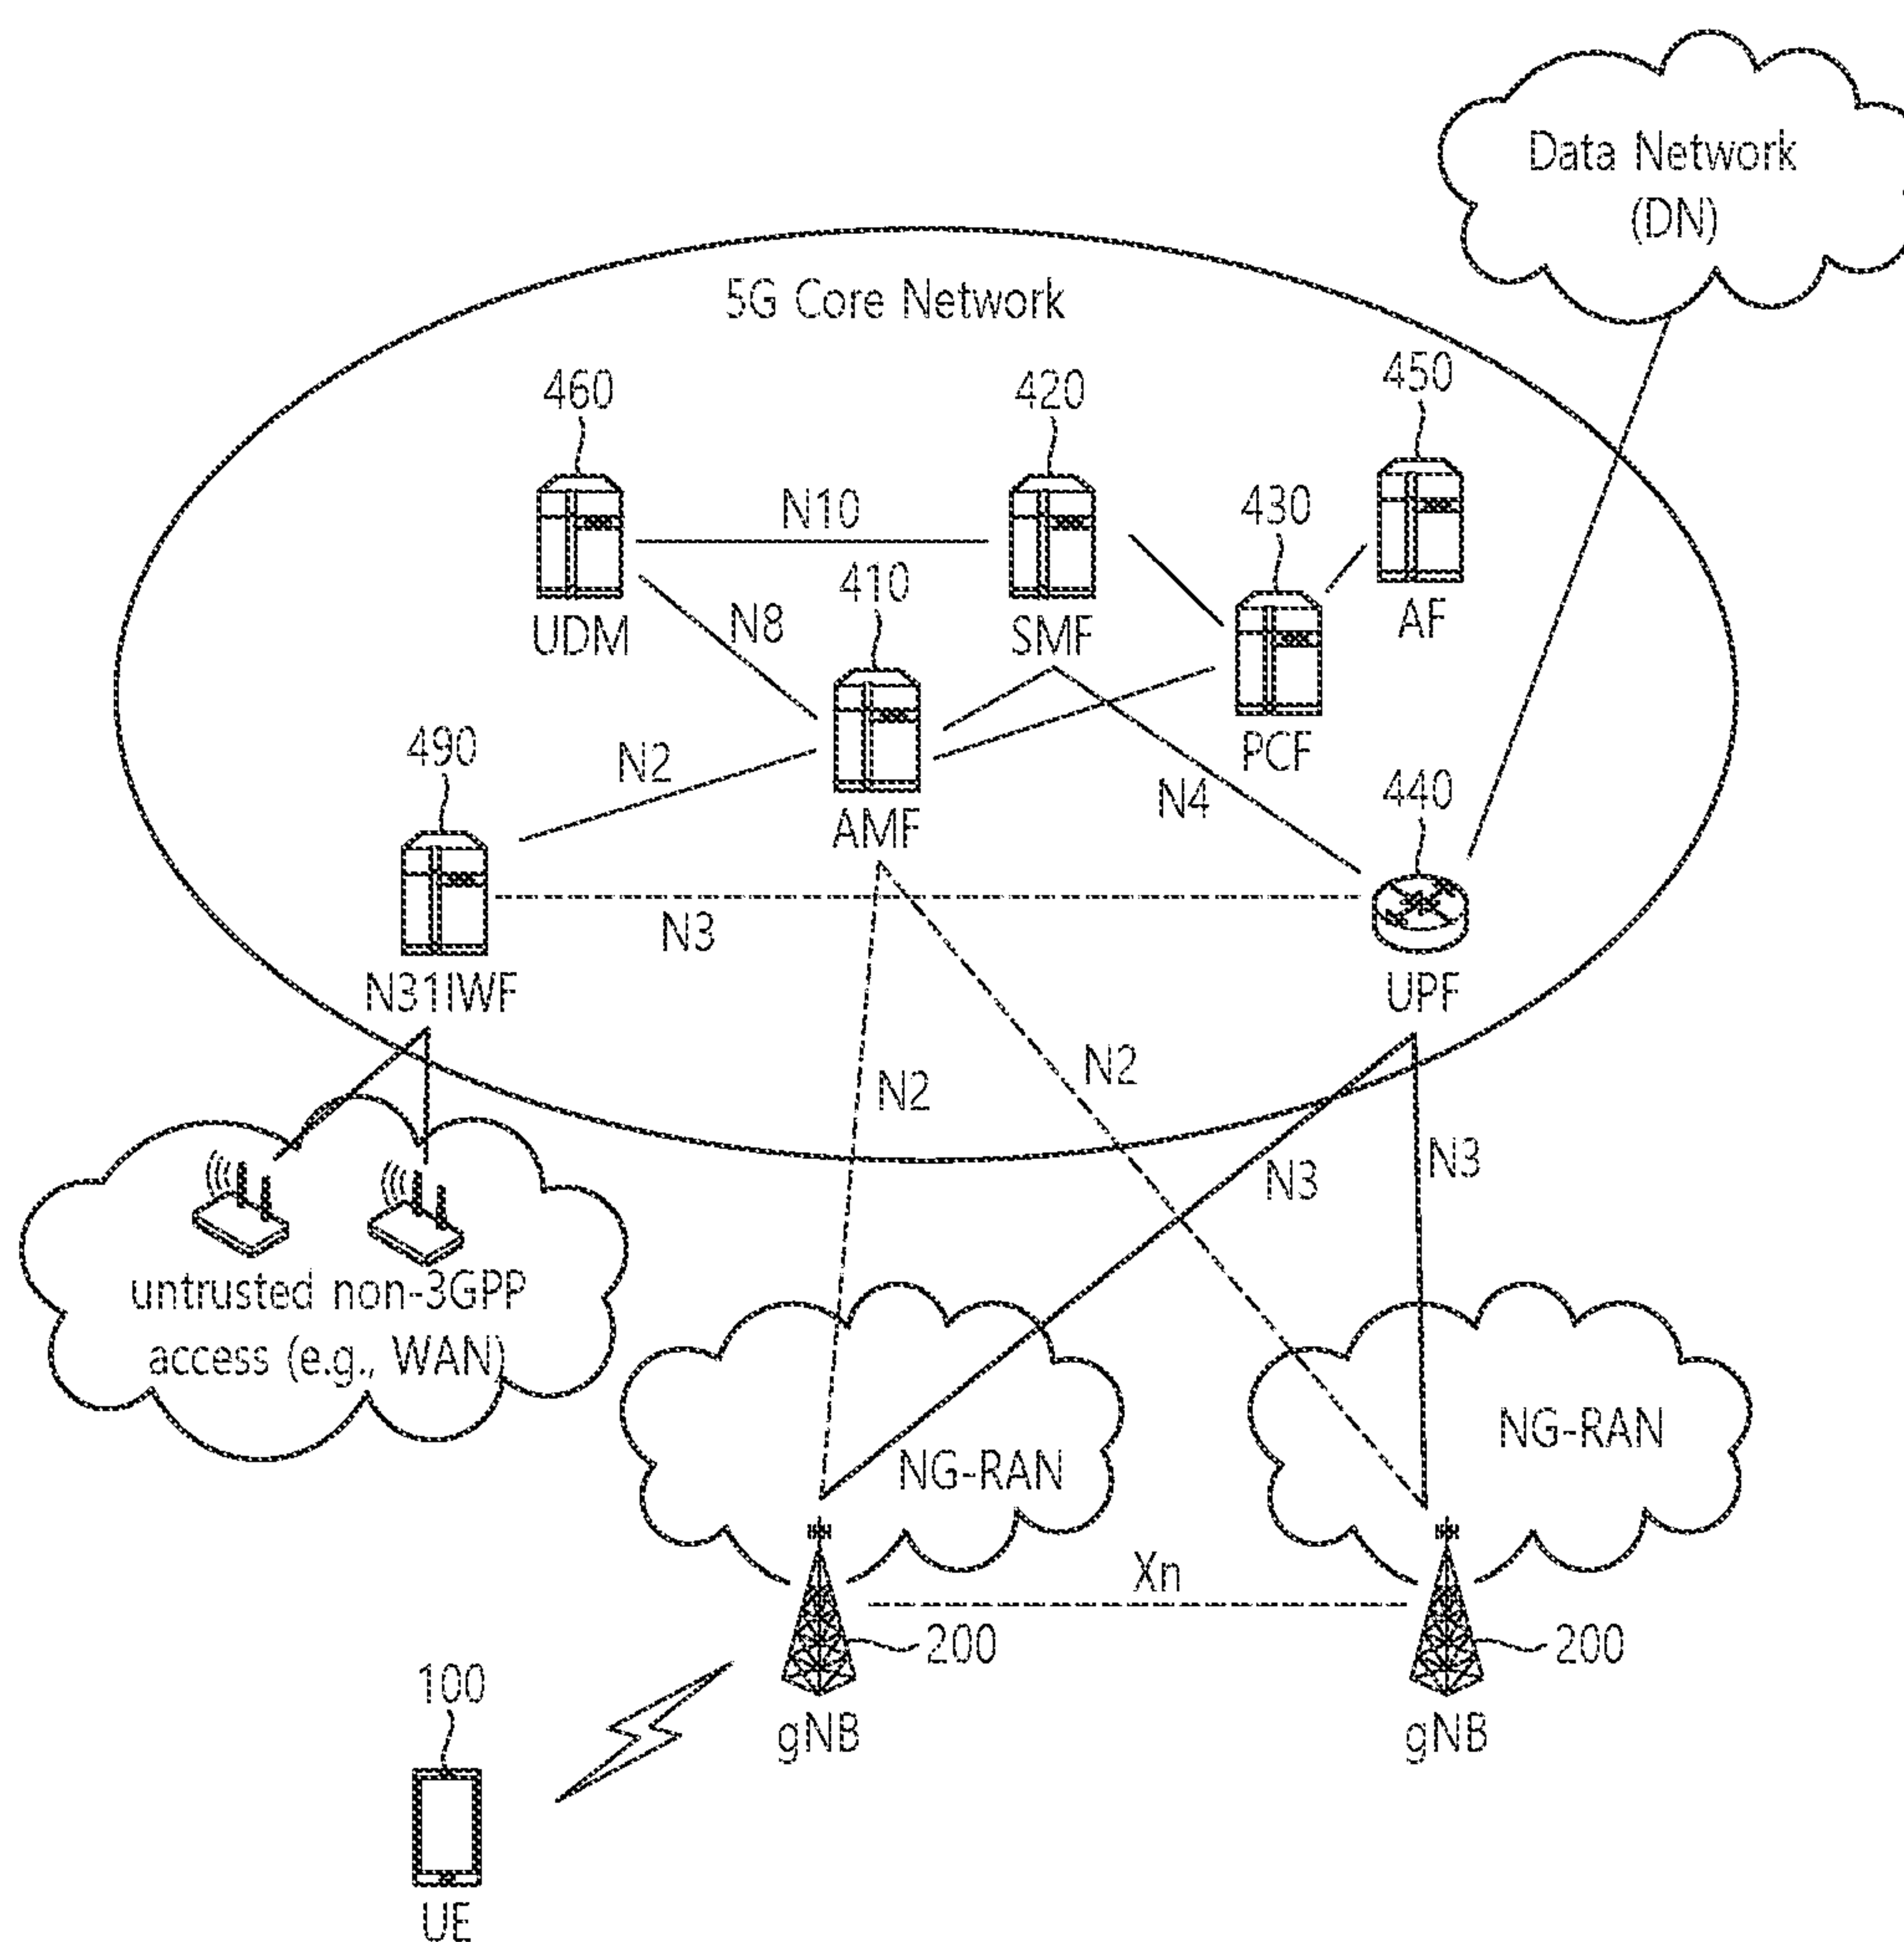 Data Network
(DN)
5G Core Network
460
420
450
N10
430
410
UDM
N8
SMF
AF
490
N2
AMF
PCF
N4
440
N3
N31IWF
UPF
N2
N2
N3
N3
untrusted non-3GPP
access (e.g., WAN)
NG-RAN
NG-RAN
Xn
200
200
100
gNB
gNB
UE